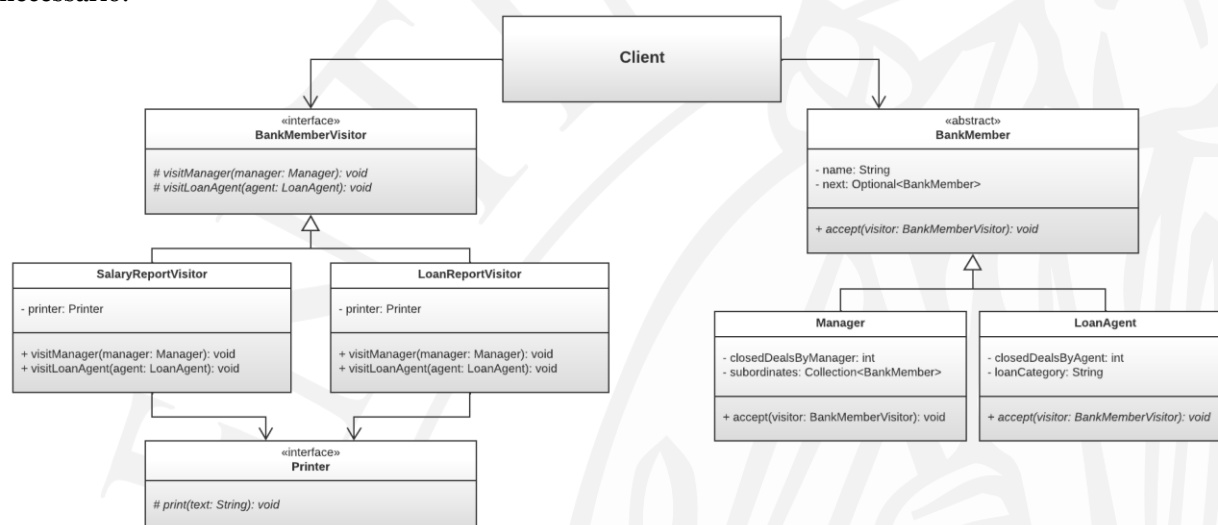 necessario.
Client
«interface»
BankMemberVisitor
# visitManager(manager: Manager): void
# visitLoanAgent(agent: LoanAgent): void
«abstract»
BankMember
- name: String
- next: Optional<BankMember>
+ accept(visitor: BankMemberVisitor): void
SalaryReportVisitor
- printer: Printer
+ visitManager(manager: Manager): void
+ visitLoanAgent(agent: LoanAgent): void
LoanReportVisitor
- printer: Printer
+ visitManager(manager: Manager): void
+ visitLoanAgent(agent: LoanAgent): void
Manager
- closedDealsByManager: int
- subordinates: Collection<BankMember>
+ accept(visitor: BankMemberVisitor): void
LoanAgent
- closedDealsByAgent: int
- loanCategory: String
+ accept(visitor: BankMemberVisitor): void
«interface»
Printer
# print(text: String): void